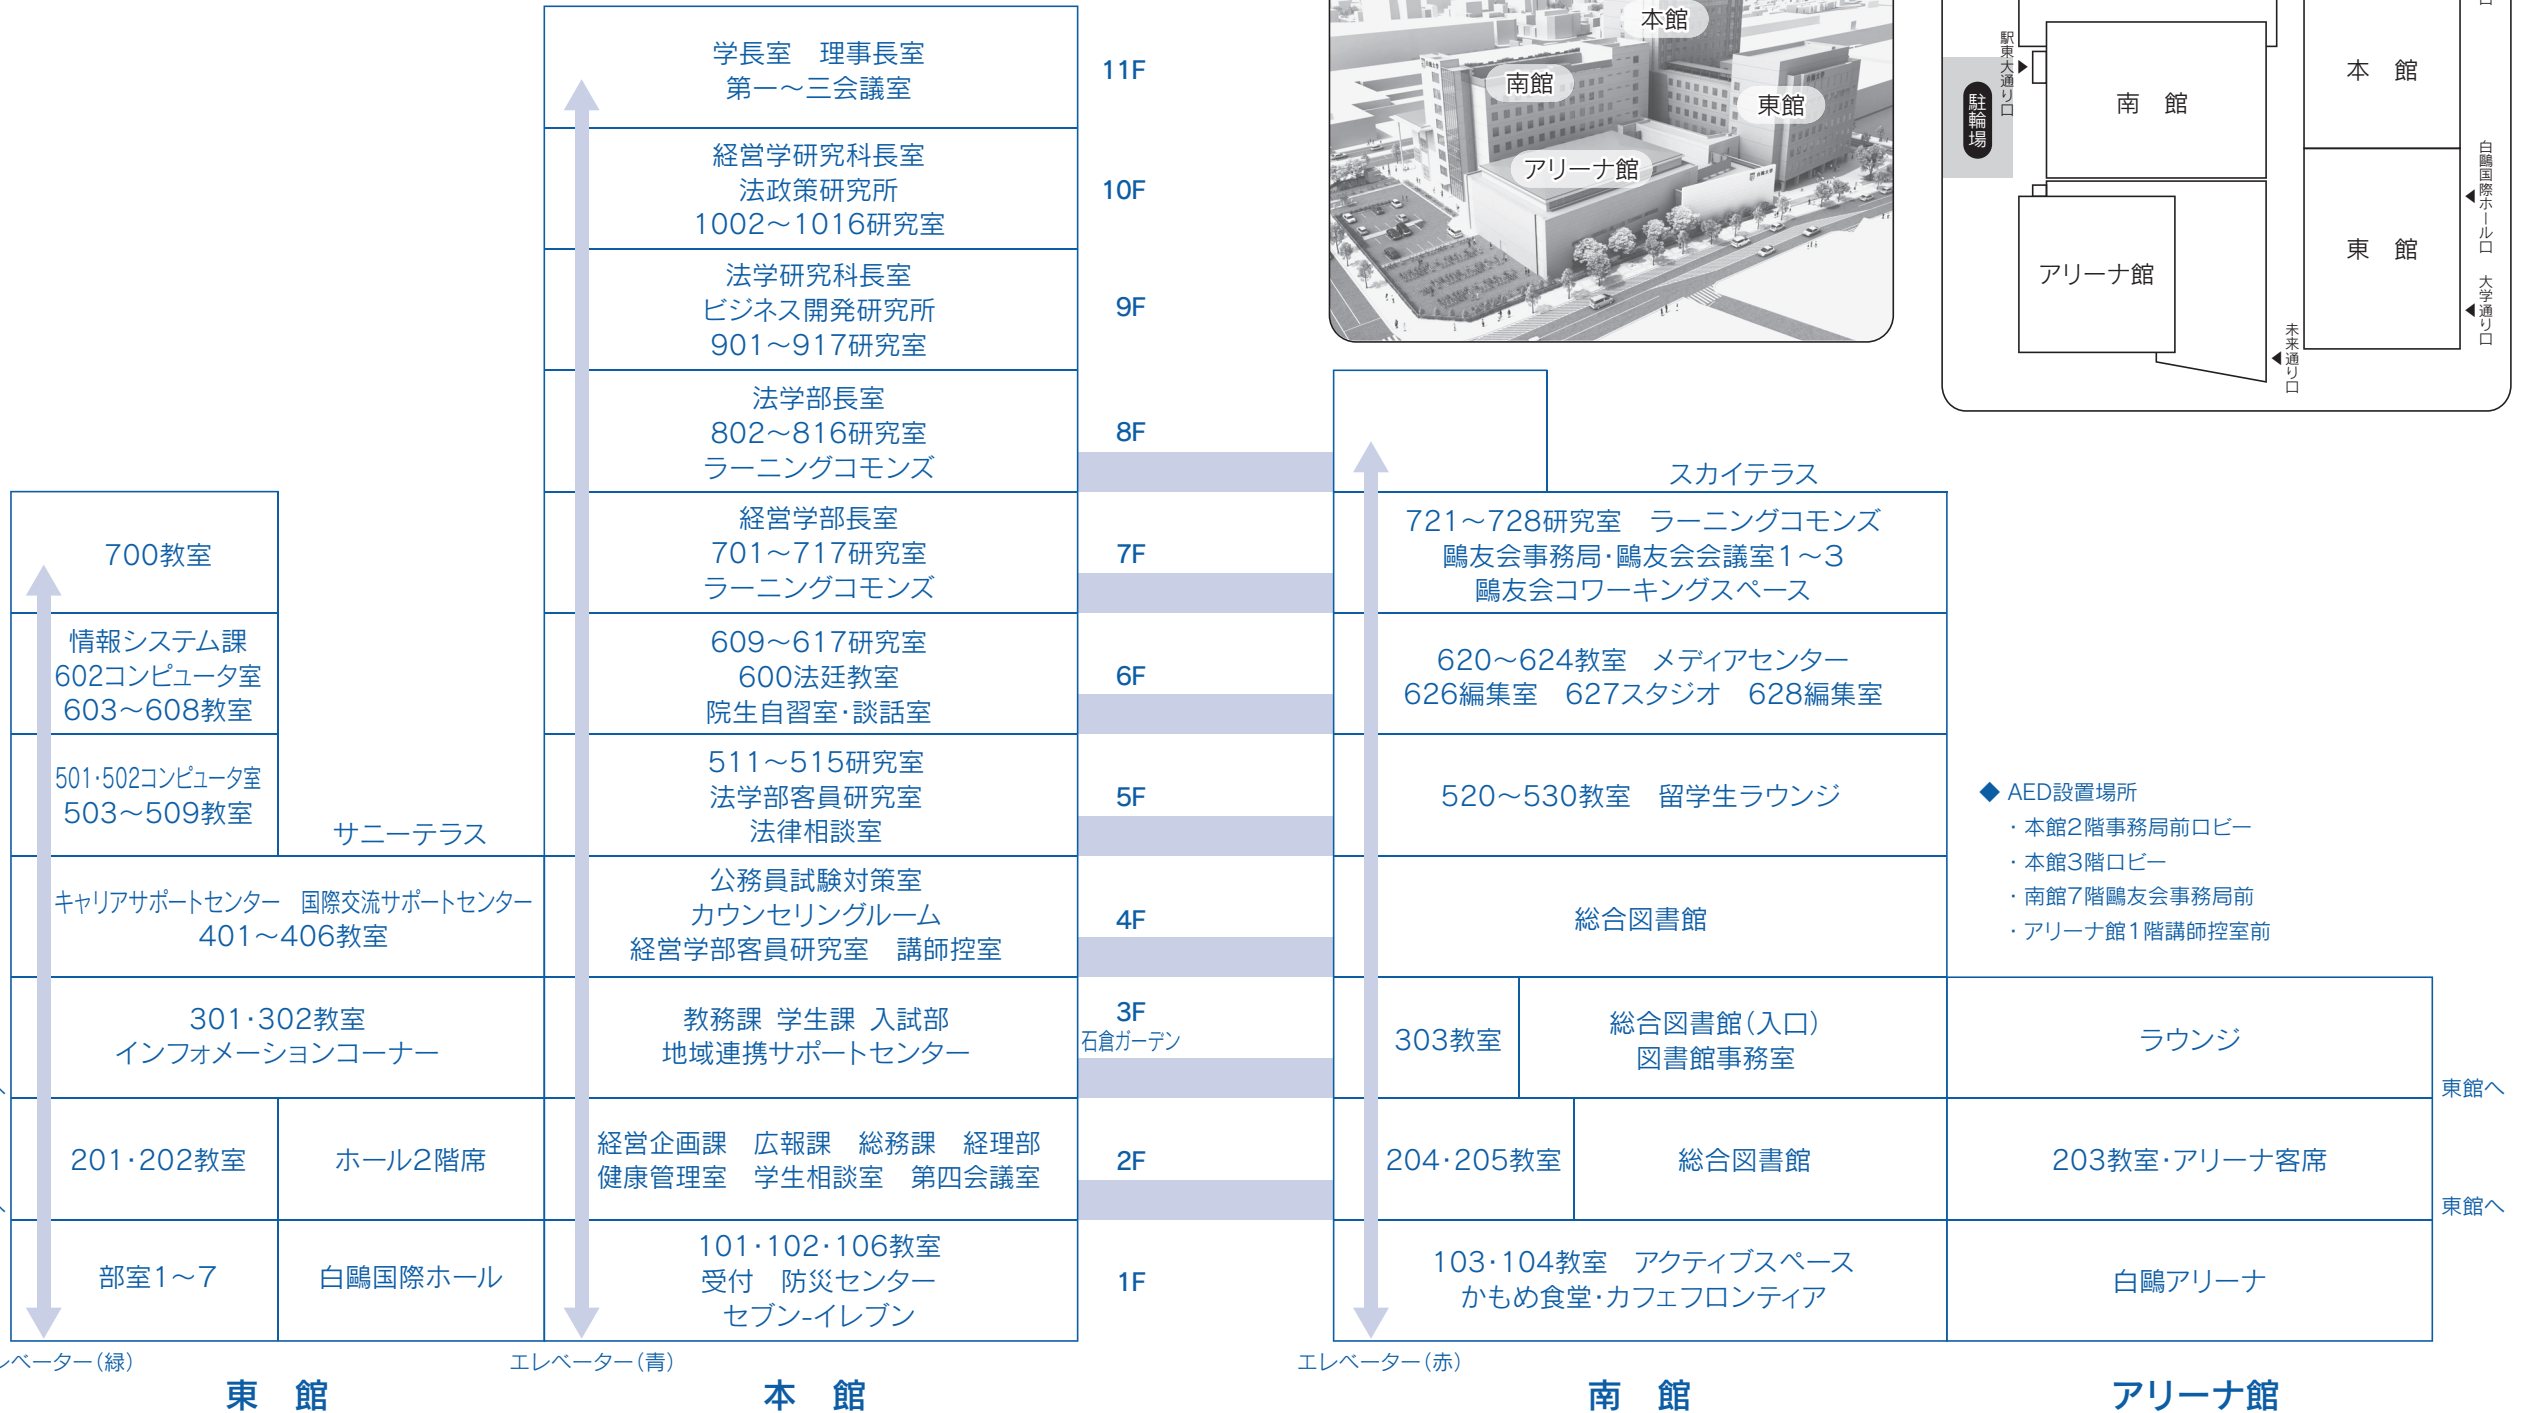 学長室　理事長室
第一～三会議室
11F
経営学研究科長室
法政策研究所
1002～1016研究室
10F
法学研究科長室
ビジネス開発研究所
901～917研究室
9F
法学部長室
802～816研究室
ラーニングコモンズ
8F
経営学部長室
701～717研究室
ラーニングコモンズ
7F
609～617研究室
600法廷教室
院生自習室・談話室
6F
511～515研究室
法学部客員研究室
法律相談室
5F
公務員試験対策室
カウンセリングルーム
経営学部客員研究室　講師控室
4F
教務課 学生課 入試部
地域連携サポートセンター
3F
石倉ガーデン
経営企画課　広報課　総務課　経理部
健康管理室　学生相談室　第四会議室
2F
101・102・106教室
受付　防災センター
セブン-イレブン
1F
700教室
情報システム課
602コンピュータ室
603～608教室
501・502コンピュータ室
503～509教室
サニーテラス
キャリアサポートセンター　国際交流サポートセンター
401～406教室
301・302教室
インフォメーションコーナー
201・202教室
ホール2階席
部室1～7
白鷗国際ホール
スカイテラス
721～728研究室　ラーニングコモンズ
鷗友会事務局・鷗友会会議室1～3
鷗友会コワーキングスペース
620～624教室　メディアセンター
626編集室　627スタジオ　628編集室
520～530教室　留学生ラウンジ
総合図書館
303教室
総合図書館（入口）
図書館事務室
204・205教室
総合図書館
103・104教室　アクティブスペース
かもめ食堂・カフェフロンティア
ラウンジ
東館へ
203教室・アリーナ客席
東館へ
白鷗アリーナ
ベーター（緑）
エレベーター（青）
エレベーター（赤）
東　館
本　館
南　館
アリーナ館
◆ AED設置場所
・本館2階事務局前ロビー
・本館3階ロビー
・南館7階鷗友会事務局前
・アリーナ館1階講師控室前
本館
南館
東館
アリーナ館
駅東大通り口
駐輪場
南　館
本　館
東　館
アリーナ館
白鷗国際ホール口
大学通り口
未来通り口